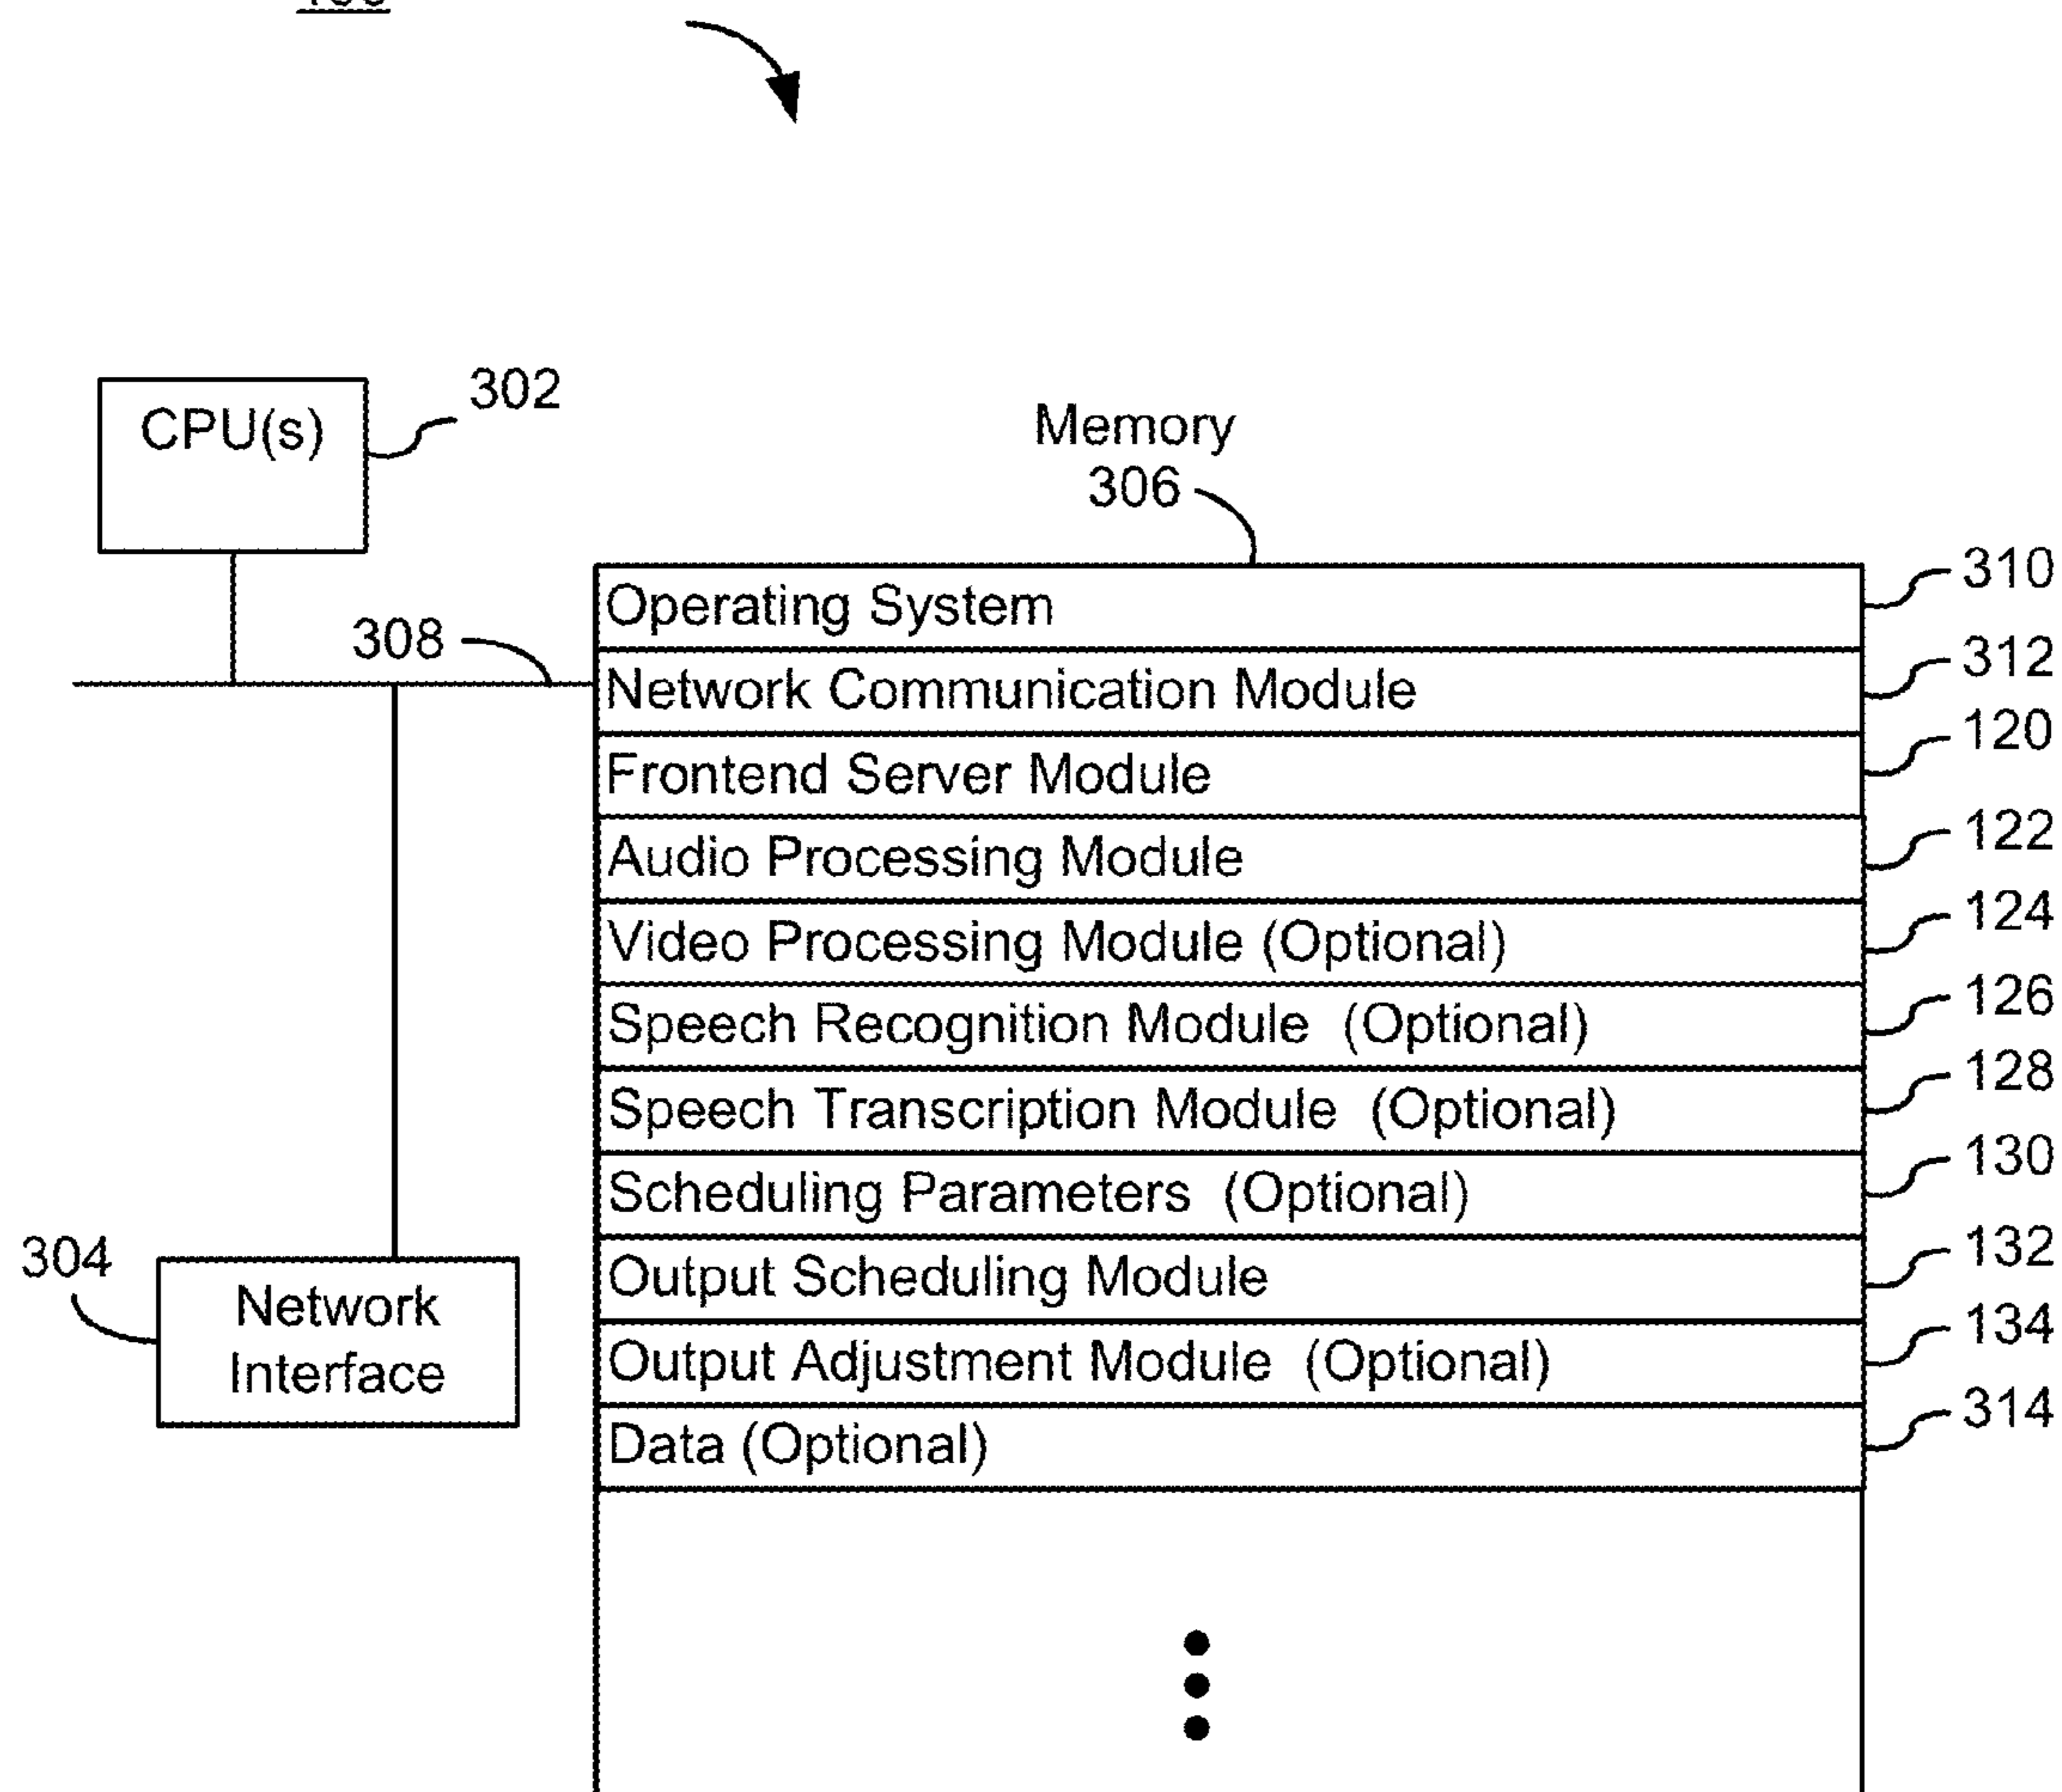 CPU(s)
302
Memory
306
308
Operating System
310
Network Communication Module
312
Frontend Server Module
120
Audio Processing Module
122
Video Processing Module (Optional)
124
Speech Recognition Module (Optional)
126
Speech Transcription Module (Optional)
128
Scheduling Parameters (Optional)
130
Output Scheduling Module
132
Output Adjustment Module (Optional)
134
Data (Optional)
314
304
Network
Interface